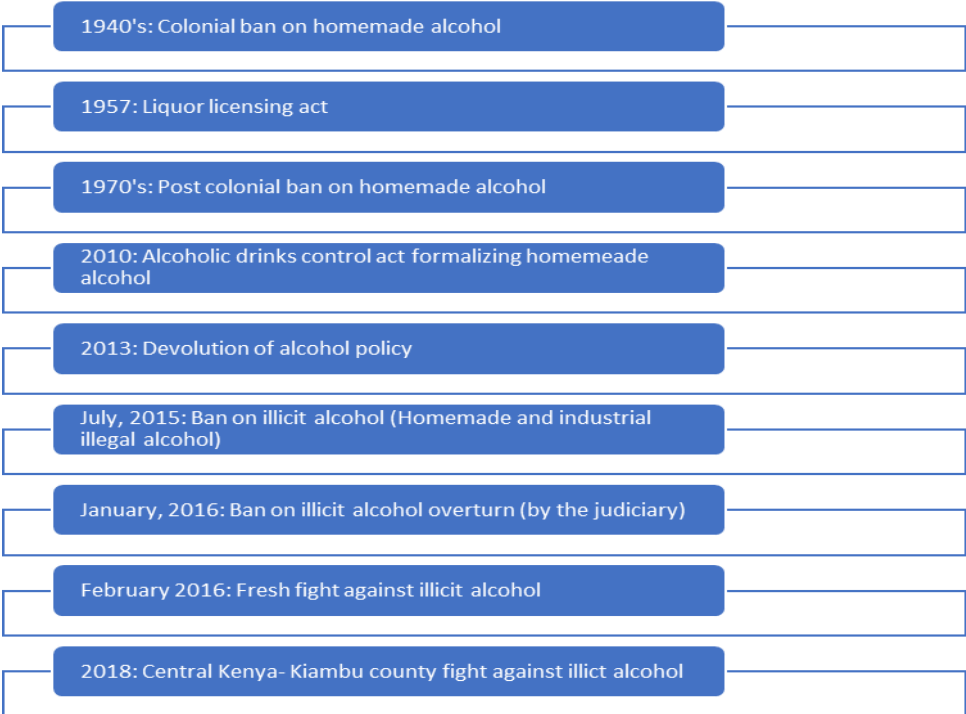 1940's: Colonial ban on homemade alcohol
1957: Liquor licensing act
1970's: Post colonial ban on homemade alcohol
2010: Alcoholic drinks control act formalizing homemeade
alcohol
2013: Devolution of alcohol policy
July, 2015: Ban on illicit alcohol (Homemade and industrial
illegal alcohol)
January, 2016: Ban on illicit alcohol overturn (by the judiciary)
February 2016: Fresh fight against illicit alcohol
2018: Central Kenya- Kiambu county fight against illict alcohol